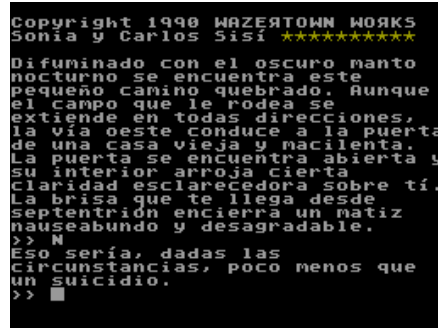 Copyright 1990 WAZEЯTOWN WOЯKS
Sonia y Carlos Sisí **********
Difuminado con el oscuro manto
nocturno se encuentra este
pequeño camino quebrado. Aunque
el campo que le rodea se
extiende en todas direcciones,
la vía oeste conduce a la puerta
de una casa vieja y macilenta.
La puerta se encuentra abierta y
su interior arroja cierta
claridad esclarecedora sobre tí.
La brisa que te llega desde
septentrión encierra un matiz
nauseabundo y desagradable.
>> N
Eso sería, dadas las
circunstancias, poco menos que
un suicidio.
>>